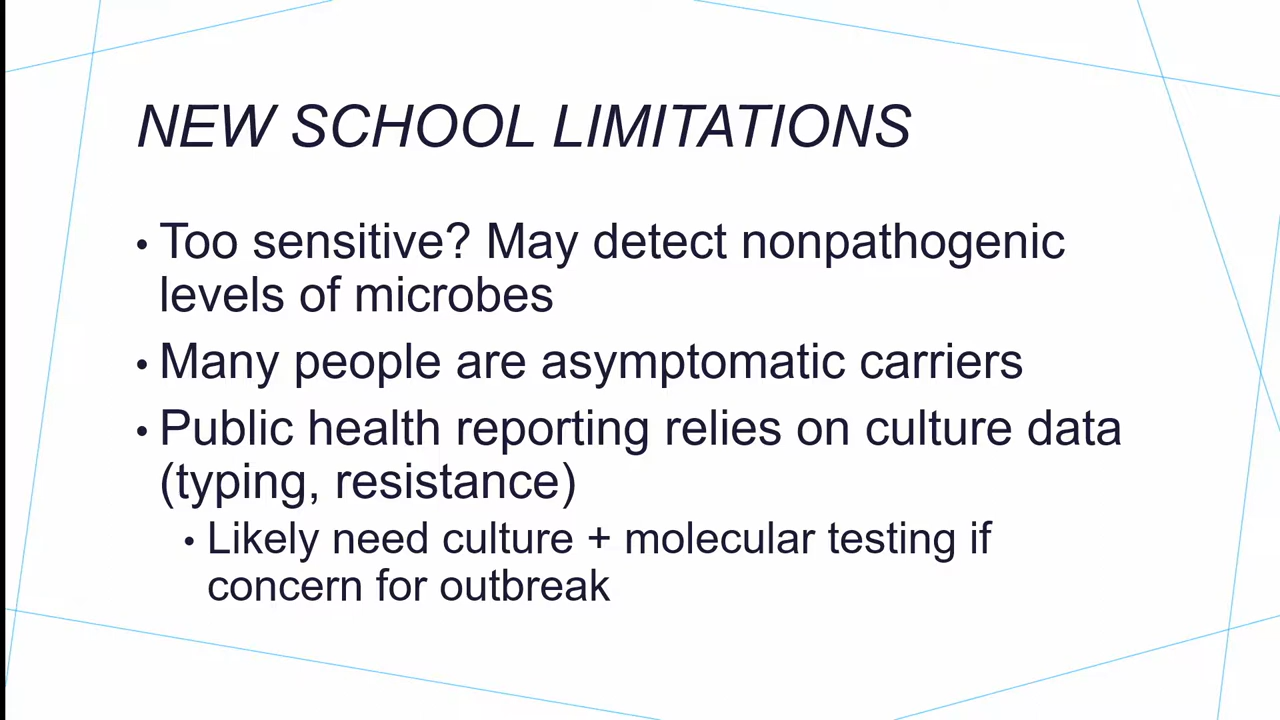 NEW SCHOOL LIMITATIONS
• Too sensitive? May detect nonpathogenic
levels of microbes
• Many people are asymptomatic carriers
• Public health reporting relies on culture data
(typing, resistance)
• Likely need culture + molecular testing if
concern for outbreak